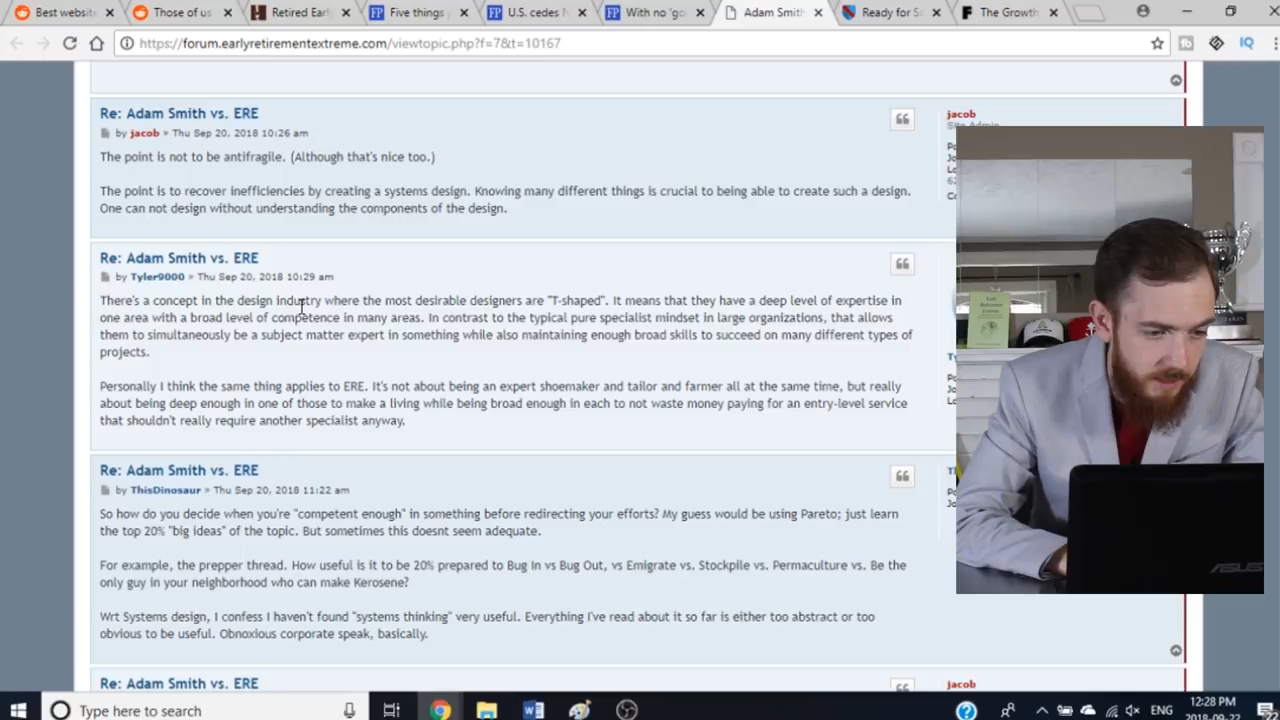 Best website
Those of us
Retired Earl
Five things
U.S. cedes N
With no 'go
Adam Smith
Ready for So
The Growth
https://forum.earlyretirementextreme.com/viewtopic.php?f=7&t=10167
Re: Adam Smith vs. ERE
by jacob » Thu Sep 20, 2018 10:26 am
jacob
Site Admin
The point is not to be antifragile. (Although that's nice too.)
The point is to recover inefficiencies by creating a systems design. Knowing many different things is crucial to being able to create such a design.
One can not design without understanding the components of the design.
Re: Adam Smith vs. ERE
by Tyler9000 » Thu Sep 20, 2018 10:29 am
There's a concept in the design industry where the most desirable designers are "T-shaped". It means that they have a deep level of expertise in
one area with a broad level of competence in many areas. In contrast to the typical pure specialist mindset in large organizations, that allows
them to simultaneously be a subject matter expert in something while also maintaining enough broad skills to succeed on many different types of
projects.
Personally I think the same thing applies to ERE. It's not about being an expert shoemaker and tailor and farmer all at the same time, but really
about being deep enough in one of those to make a living while being broad enough in each to not waste money paying for an entry-level service
that shouldn't really require another specialist anyway.
Re: Adam Smith vs. ERE
by ThisDinosaur » Thu Sep 20, 2018 11:22 am
So how do you decide when you're "competent enough" in something before redirecting your efforts? My guess would be using Pareto; just learn
the top 20% "big ideas" of the topic. But sometimes this doesnt seem adequate.
For example, the prepper thread. How useful is it to be 20% prepared to Bug In vs Bug Out, vs Emigrate vs. Stockpile vs. Permaculture vs. Be the
only guy in your neighborhood who can make Kerosene?
Wrt Systems design, I confess I haven't found "systems thinking" very useful. Everything I've read about it so far is either too abstract or too
obvious to be useful. Obnoxious corporate speak, basically.
Re: Adam Smith vs. ERE
jacob
ASUS
Type here to search
ENG
12:28 PM